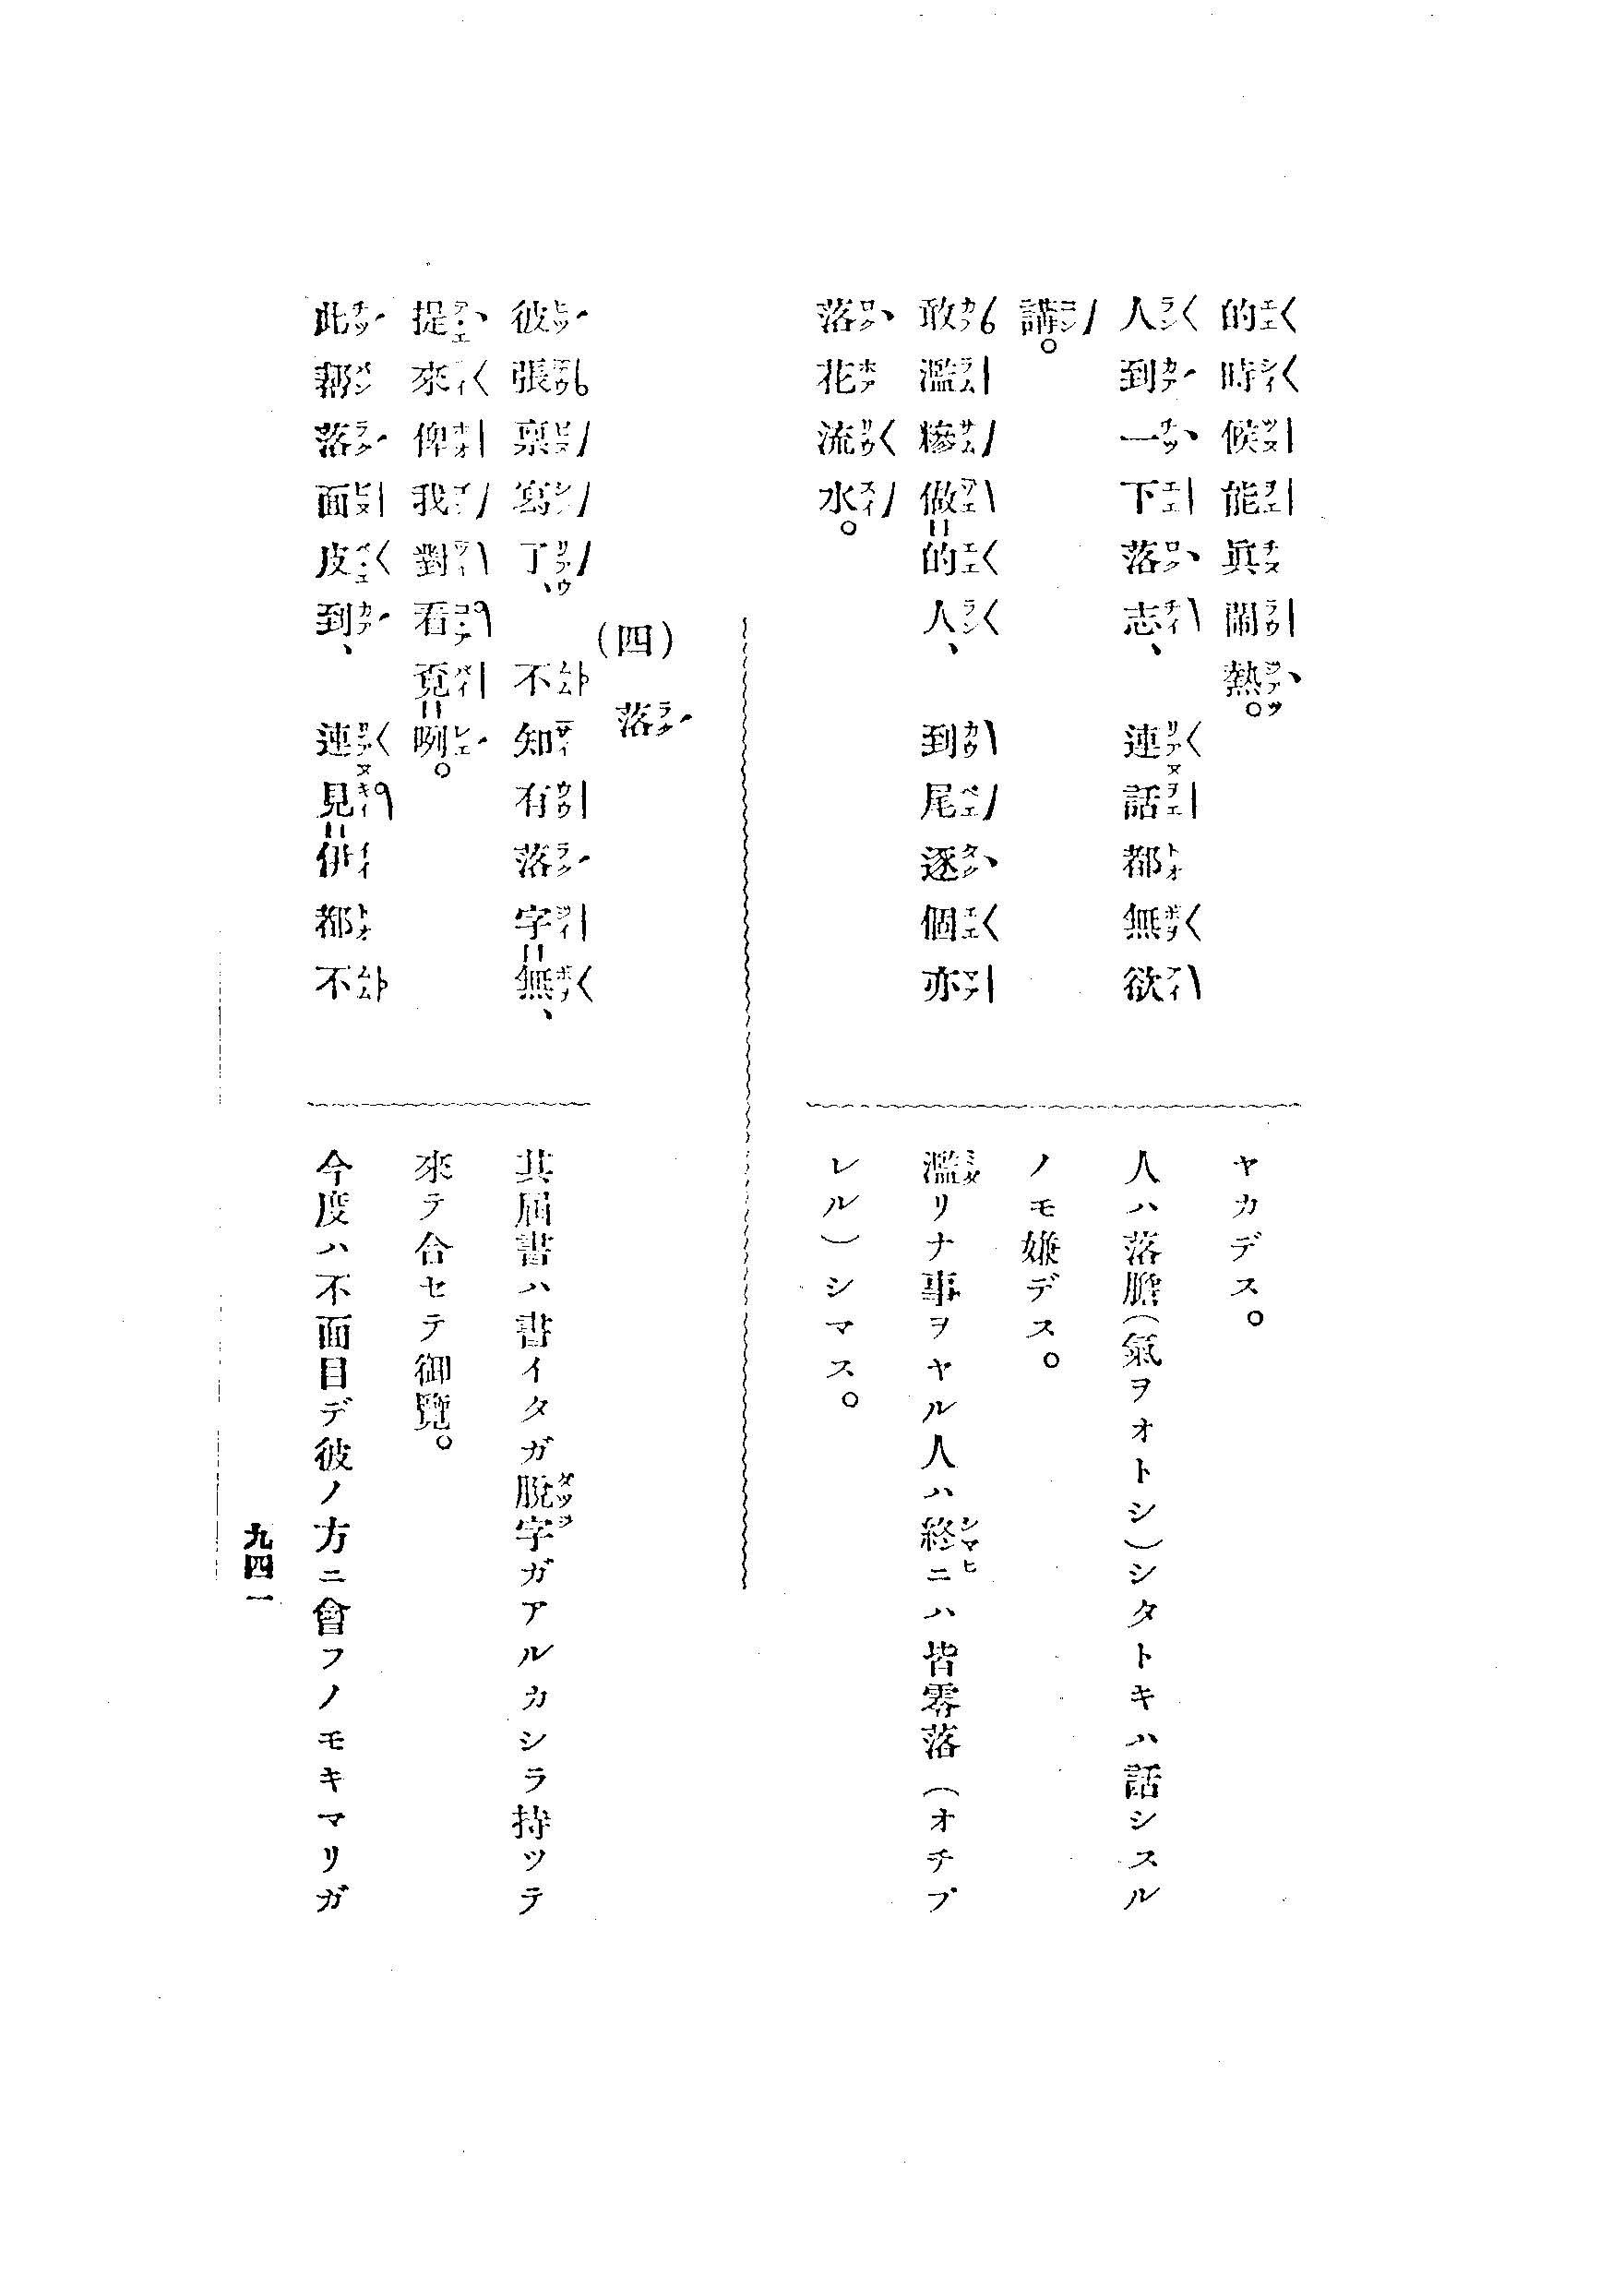 的時候能眞鬧熱。
人到一下落志、連話都無欲
講。
敢濫糝做=的人、到尾逐個亦
落花流水。
ヤカデス。
人ハ落膽(氣ヲオトシ)シタトキハ話シスル
ノモ嫌デス。
濫リナ事ヲヤル人ハ終ニハ皆零落(オチブ
レル)シマス。
(四) 落
彼張禀寫了、不知有落字=無、
提來俾我對看覓=咧。
此帮落面皮到、連見=伊都不
其届書ハ書イタガ脫字ガアルカシラ持ッテ
來テ合セテ御覽。
今度ハ不面目デ彼ノ方ニ會フノモキマリガ
九四一